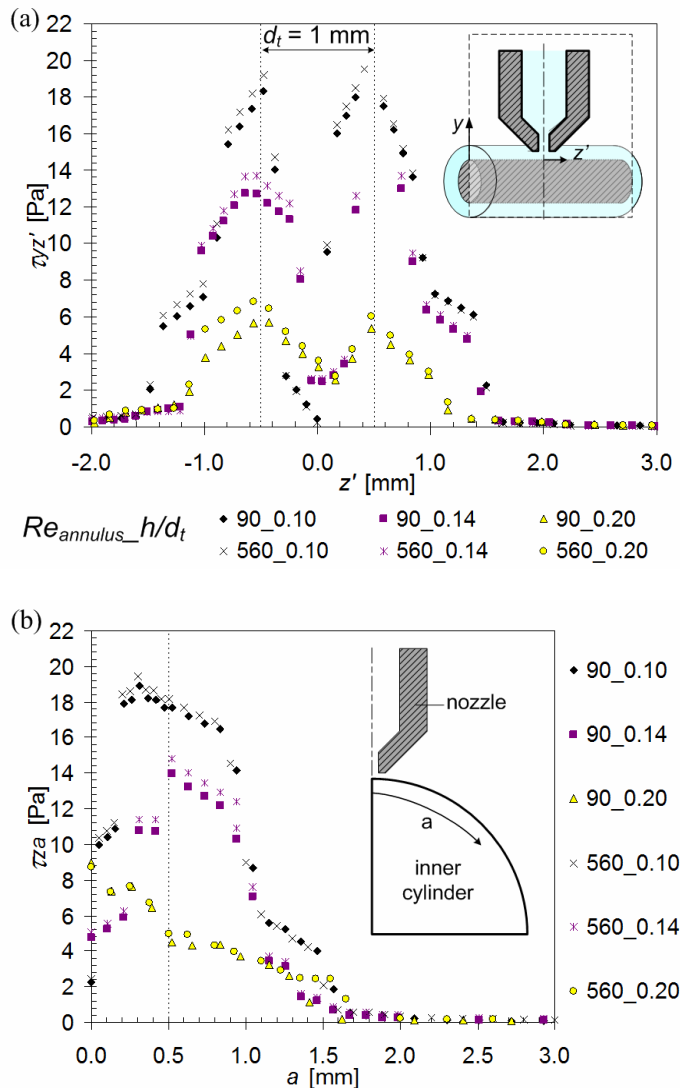 (a)
d_t = 1 mm
22
20
18
16
14
12
10
8
6
4
2
0
τyz′ [Pa]
y
z’
-2.0 -1.0 0.0 1.0 2.0 3.0
z′ [mm]
Re_annulus_h/d_t
90_0.10 90_0.14 90_0.20
560_0.10 560_0.14 560_0.20
(b)
22
20
18
16
14
12
10
8
6
4
2
0
τza [Pa]
nozzle
a
inner
cylinder
0.0 0.5 1.0 1.5 2.0 2.5 3.0
a [mm]
90_0.10
90_0.14
90_0.20
560_0.10
560_0.14
560_0.20